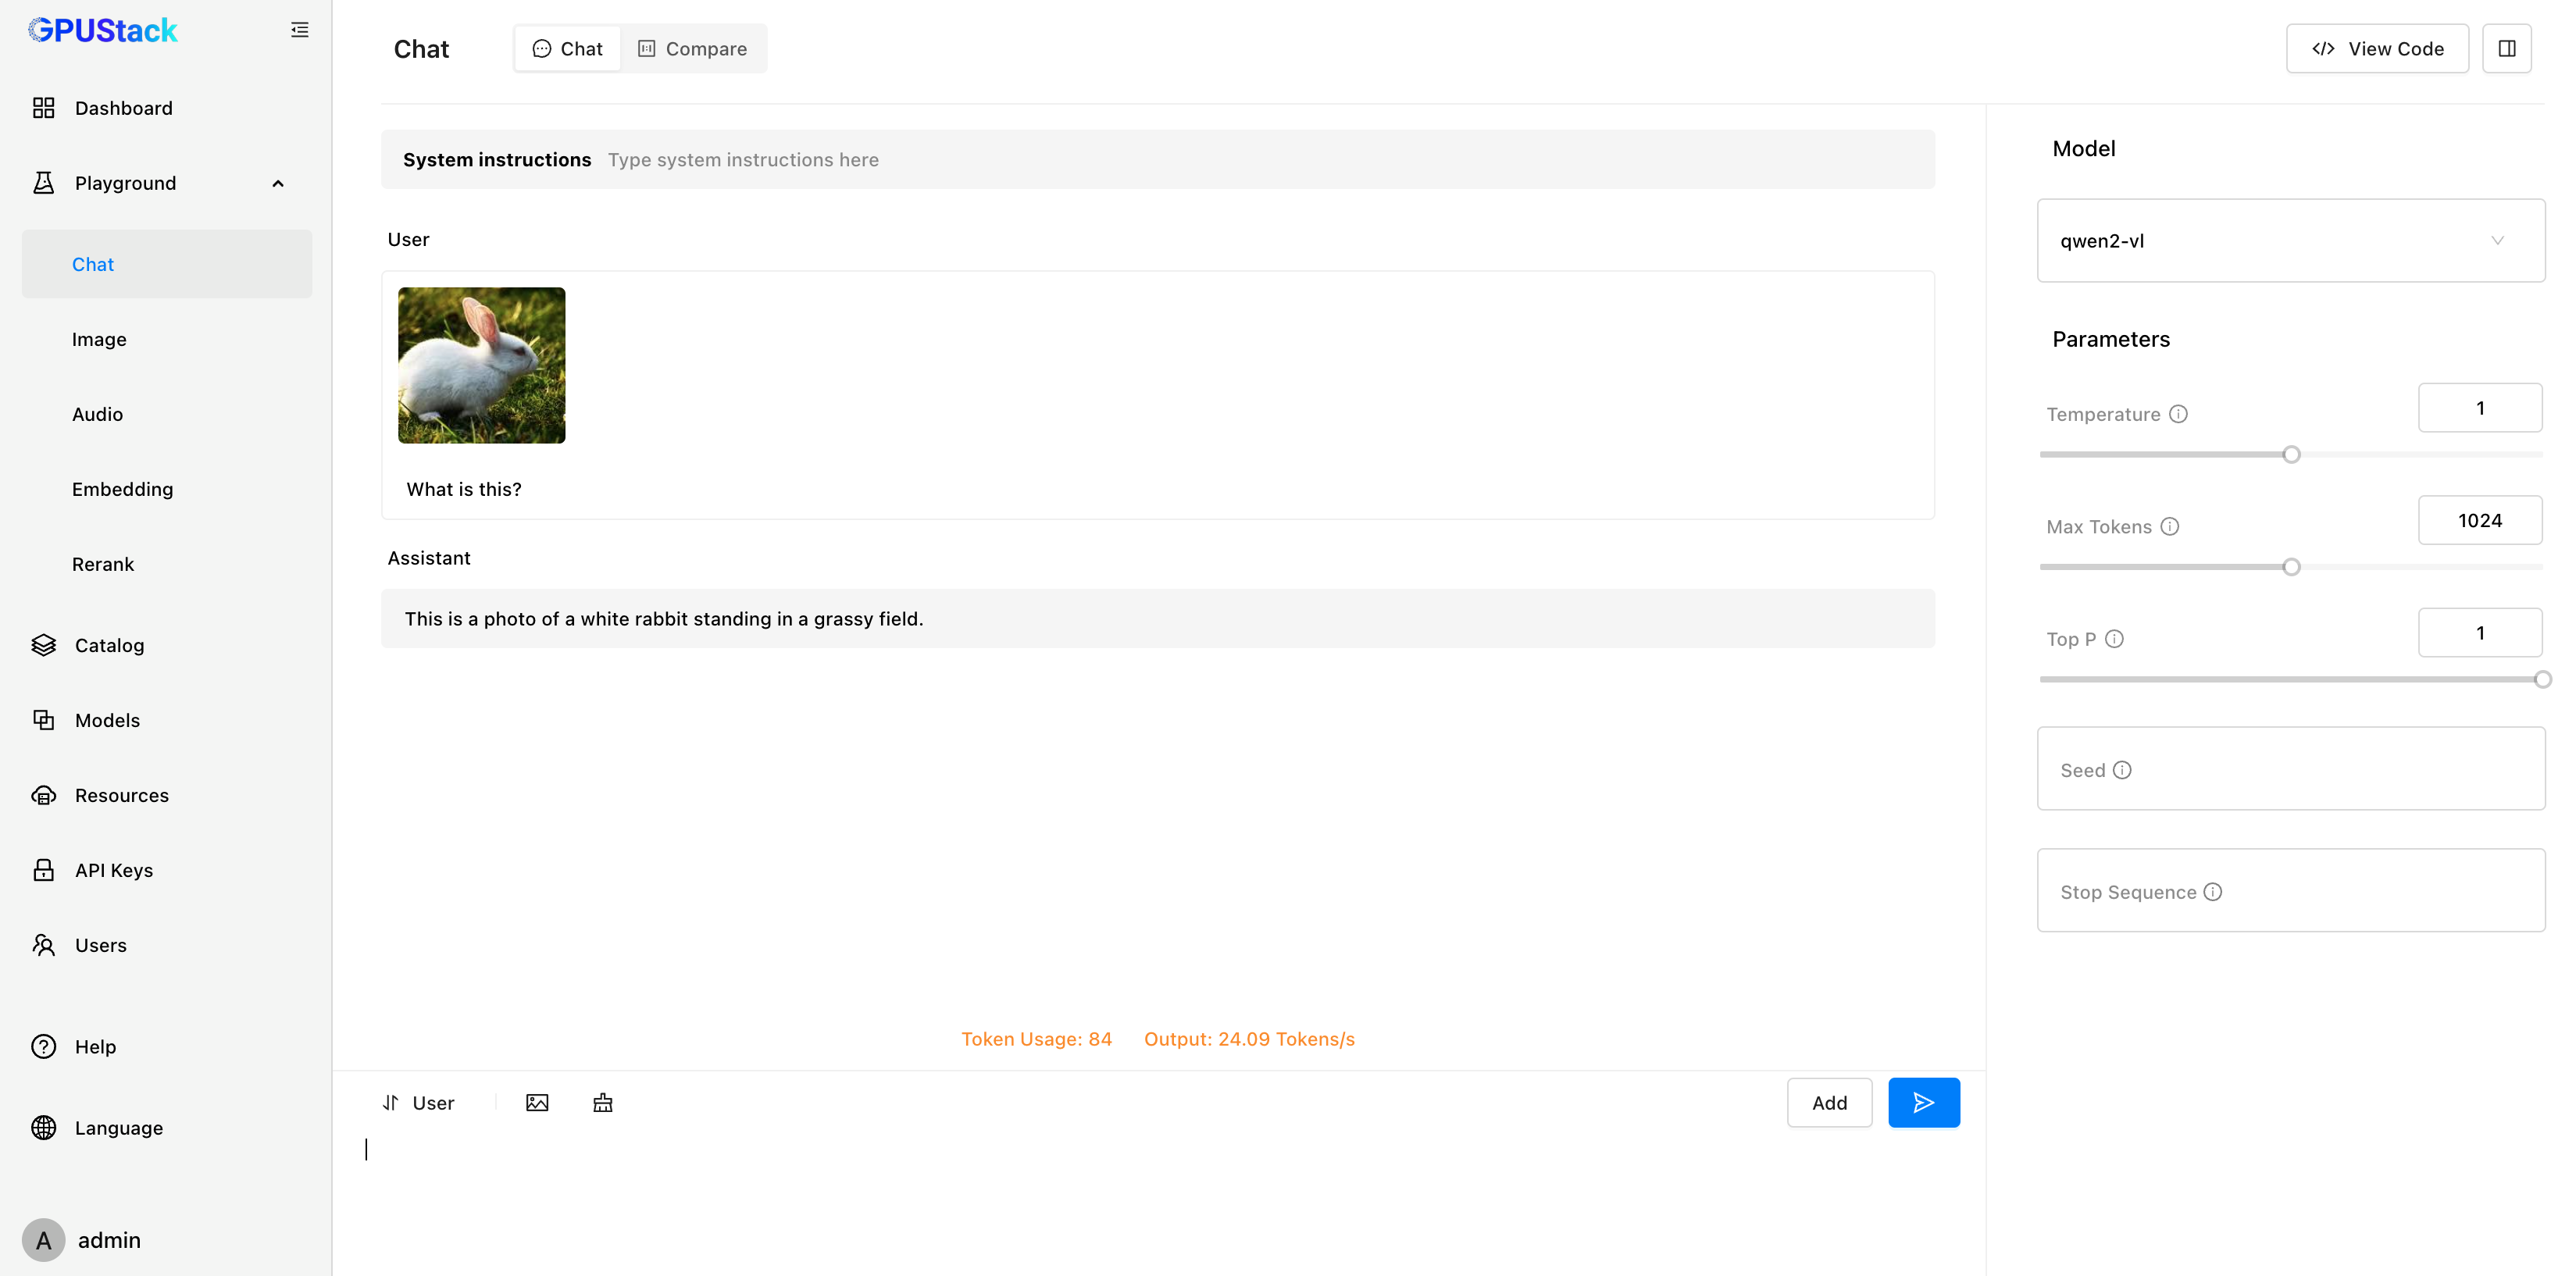 GPUStack
Dashboard
Playground
Chat
Image
Audio
Embedding
Rerank
Catalog
Models
Resources
API Keys
Users
Help
Language
A admin
Chat
Chat
Compare
View Code
System instructions Type system instructions here
User
What is this?
Assistant
This is a photo of a white rabbit standing in a grassy field.
Token Usage: 84 Output: 24.09 Tokens/s
User
Add
Model
qwen2-vl
Parameters
Temperature 1
Max Tokens 1024
Top P 1
Seed
Stop Sequence